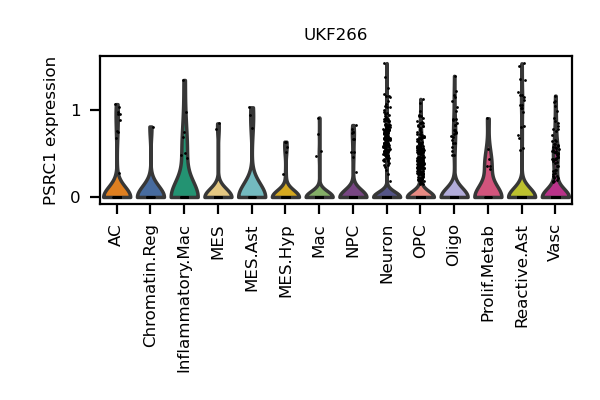 UKF266
PSRC1 expression
1
0
AC
Chromatin.Reg
Inflammatory.Mac
MES
MES.Ast
MES.Hyp
Mac
NPC
Neuron
OPC
Oligo
Prolif.Metab
Reactive.Ast
Vasc